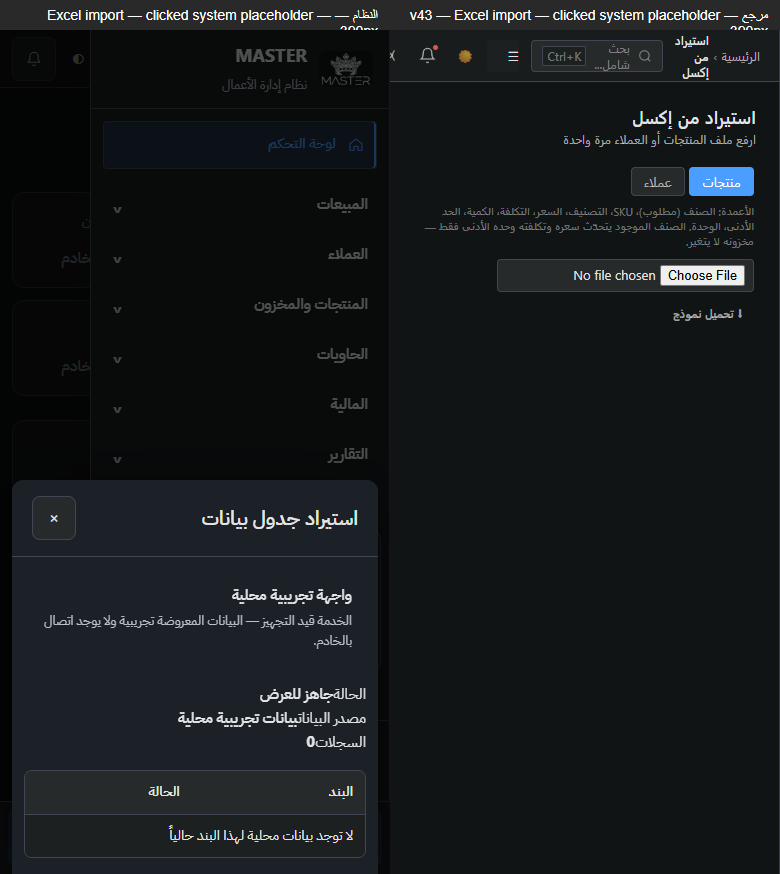 مرجع v43 — Excel import — clicked system placeholder —
390px
الرئيسية › استيراد من إكسل
بحث شامل... Ctrl+K
استيراد من إكسل
ارفع ملف المنتجات أو العملاء مرة واحدة
منتجات
عملاء
الأعمدة: الصنف (مطلوب)، SKU، التصنيف، السعر، التكلفة، الكمية، الحد
الأدنى، الوحدة. الصنف الموجود يتحدّث سعره وتكلفته وحده الأدنى فقط —
مخزونه لا يتغير.
Choose File No file chosen
⬇ تحميل نموذج
النظام — Excel import — clicked system placeholder —
390px
MASTER
نظام إدارة الأعمال
MASTER
لوحة التحكم
المبيعات
العملاء
المنتجات والمخزون
الحاويات
المالية
التقارير
خادم
خادم
استيراد جدول بيانات
×
واجهة تجريبية محلية
الخدمة قيد التجهيز — البيانات المعروضة تجريبية ولا يوجد اتصال
بالخادم.
الحالةجاهز للعرض
مصدر البياناتبيانات تجريبية محلية
السجلات0
البند الحالة
لا توجد بيانات محلية لهذا البند حالياً